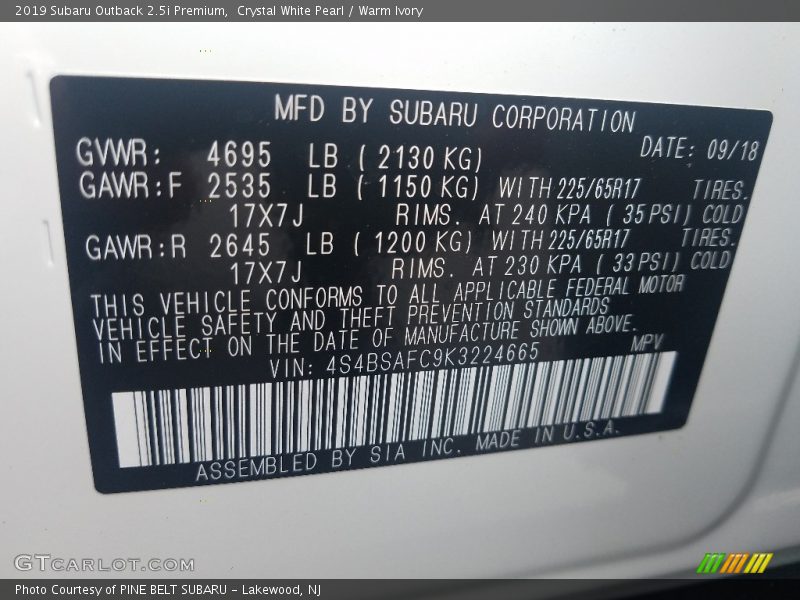 2019 Subaru Outback 2.5i Premium,  Crystal White Pearl / Warm Ivory
MFD BY SUBARU CORPORATION
GVWR: 4695 LB ( 2130 KG) DATE: 09/18
GAWR:F 2535 LB ( 1150 KG) WITH 225/65R17 TIRES.
17X7J RIMS. AT 240 KPA ( 35 PSI) COLD
GAWR:R 2645 LB ( 1200 KG) WITH 225/65R17 TIRES.
17X7J RIMS. AT 230 KPA ( 33 PSI) COLD
THIS VEHICLE CONFORMS TO ALL APPLICABLE FEDERAL MOTOR
VEHICLE SAFETY AND THEFT PREVENTION STANDARDS
IN EFFECT ON THE DATE OF MANUFACTURE SHOWN ABOVE.
VIN: 4S4BSAFC9K3224665 MPV
ASSEMBLED BY SIA INC. MADE IN U.S.A.
GTCarLot.com
Photo Courtesy of PINE BELT SUBARU - Lakewood, NJ